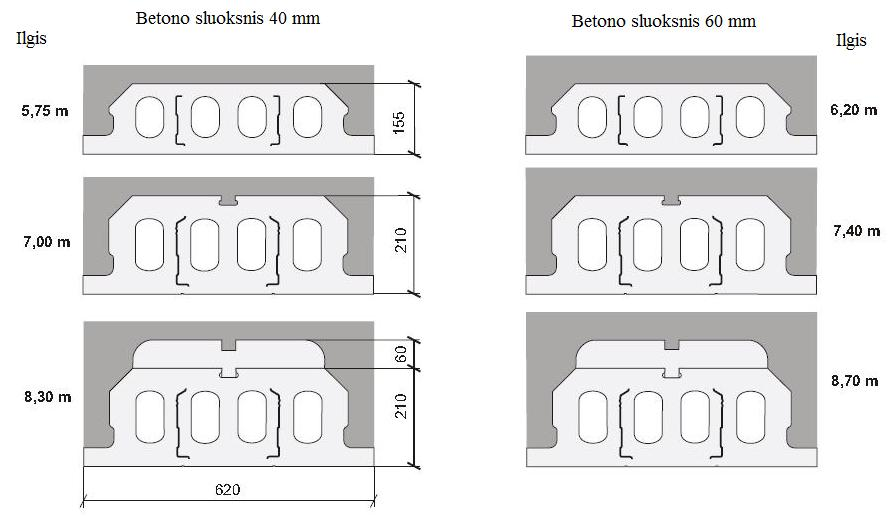 Betono sluoksnis 40 mm
Betono sluoksnis 60 mm
Ilgis
Ilgis
5,75 m
155
6,20 m
7,00 m
210
7,40 m
60
8,30 m
210
8,70 m
620